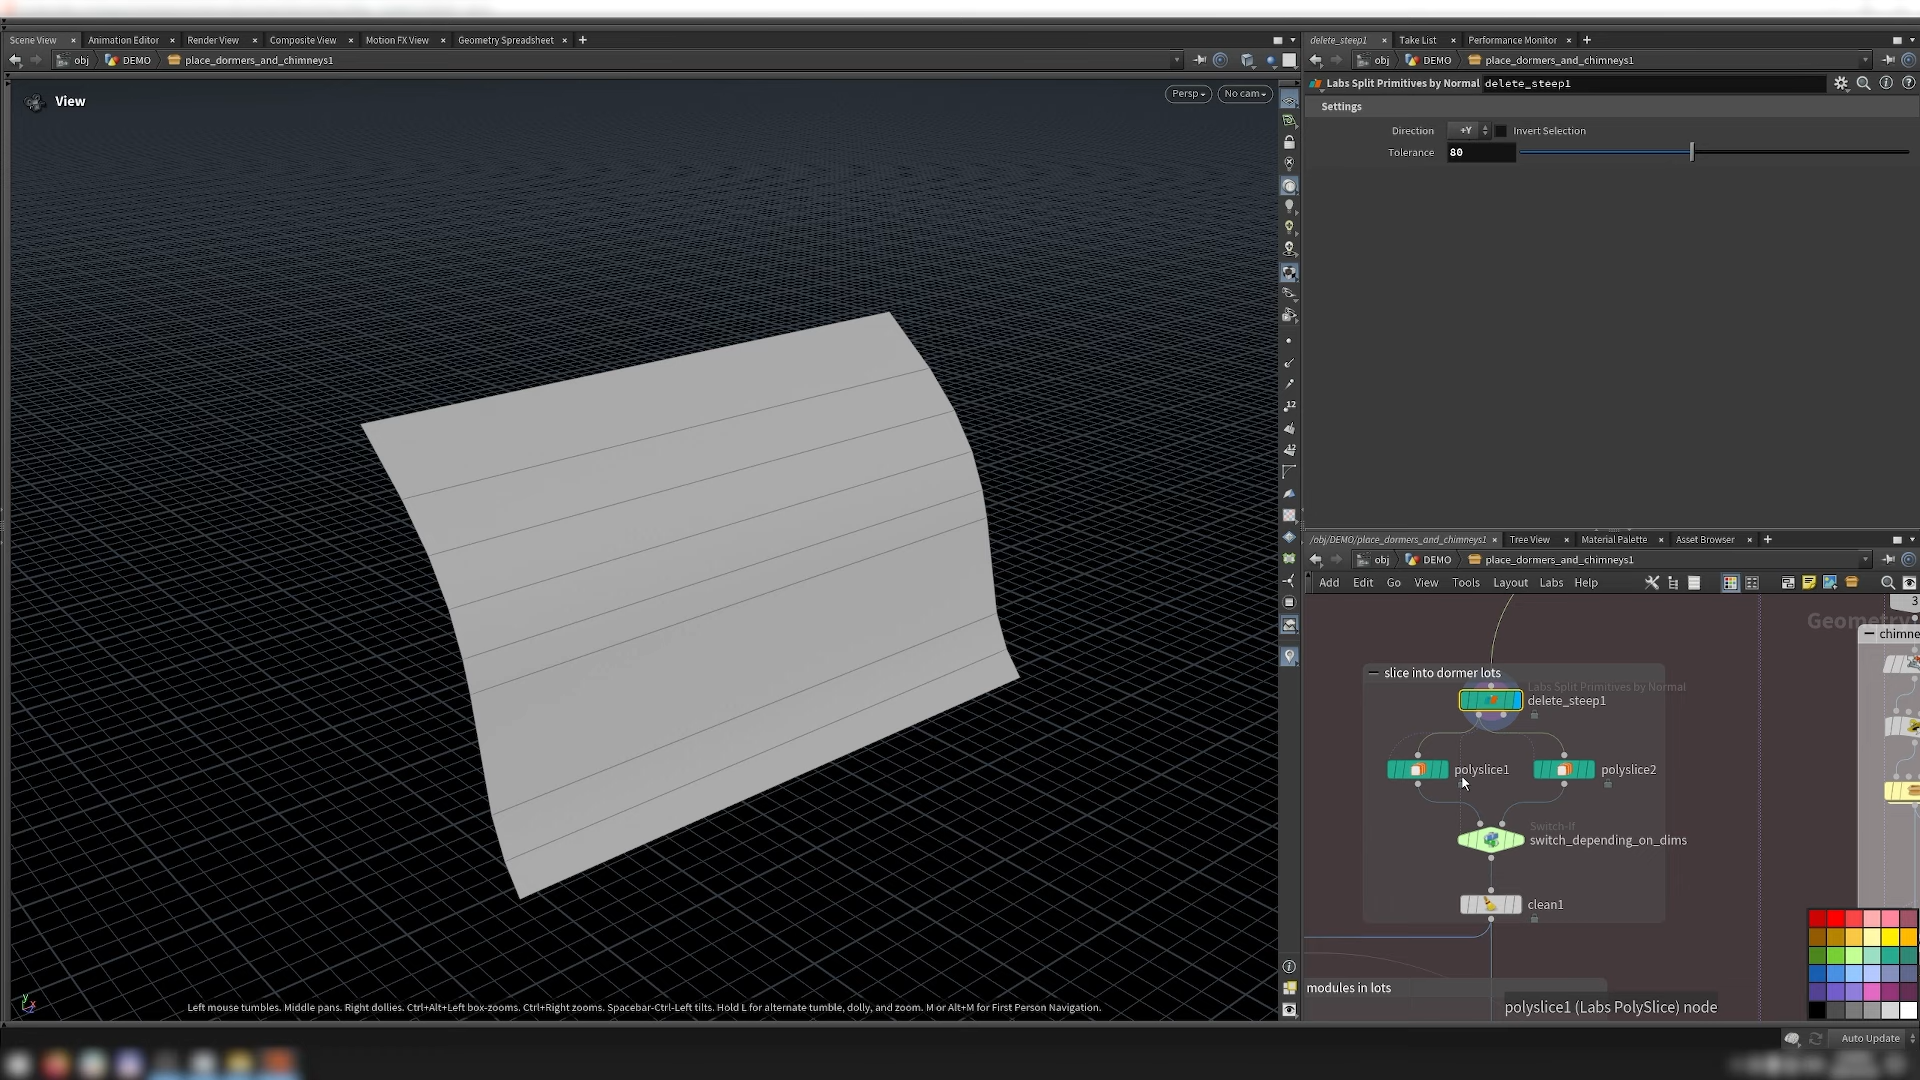 Scene View × Animation Editor × Render View × Composite View × Motion FX View × Geometry Spreadsheet × +
obj DEMO place_dormers_and_chimneys1
View
Persp No cam
12
12
Left mouse tumbles. Middle pans. Right dollies. Ctrl+Alt+Left box-zooms. Ctrl+Right zooms. Spacebar-Ctrl-Left tilts. Hold L for alternate tumble, dolly, and zoom. M or Alt+M for First Person Navigation.
delete_steep1 × Take List × Performance Monitor × +
obj DEMO place_dormers_and_chimneys1
Labs Split Primitives by Normal delete_steep1
Settings
Direction +Y Invert Selection
Tolerance 80
/obj/DEMO/place_dormers_and_chimneys1 × Tree View × Material Palette × Asset Browser × +
obj DEMO place_dormers_and_chimneys1
Add Edit Go View Tools Layout Labs Help
3
Geometry
chimne
slice into dormer lots
Labs Split Primitives by Normal
delete_steep1
polyslice1
polyslice2
Switch-If
switch_depending_on_dims
clean1
modules in lots
polyslice1 (Labs PolySlice) node
Auto Update